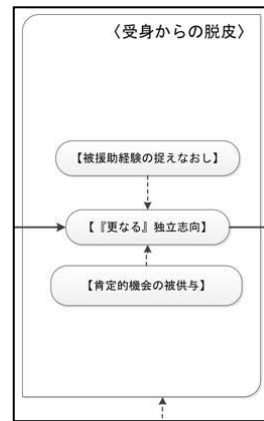 〈受身からの脱皮〉
【被援助経験の捉えなおし】
【『更なる』独立志向】
【肯定的機会の被供与】